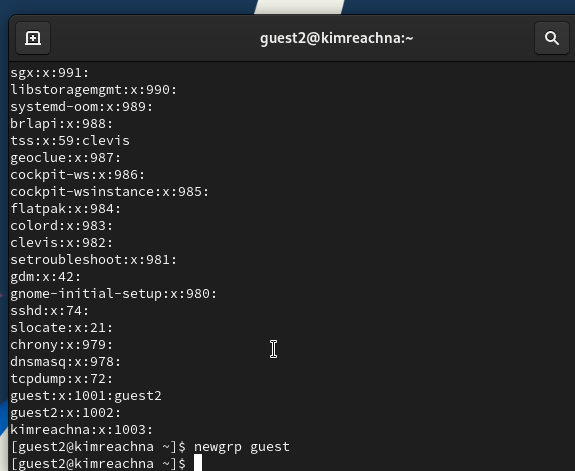 guest2@kimreachna:~
sgx:x:991:
libstoragemgmt:x:990:
systemd-oom:x:989:
brlapi:x:988:
tss:x:59:clevis
geoclue:x:987:
cockpit-ws:x:986:
cockpit-wsinstance:x:985:
flatpak:x:984:
colord:x:983:
clevis:x:982:
setroubleshoot:x:981:
gdm:x:42:
gnome-initial-setup:x:980:
sshd:x:74:
slocate:x:21:
chrony:x:979:
dnsmasq:x:978:
tcpdump:x:72:
guest:x:1001:guest2
guest2:x:1002:
kimreachna:x:1003:
[guest2@kimreachna ~]$ newgrp guest
[guest2@kimreachna ~]$